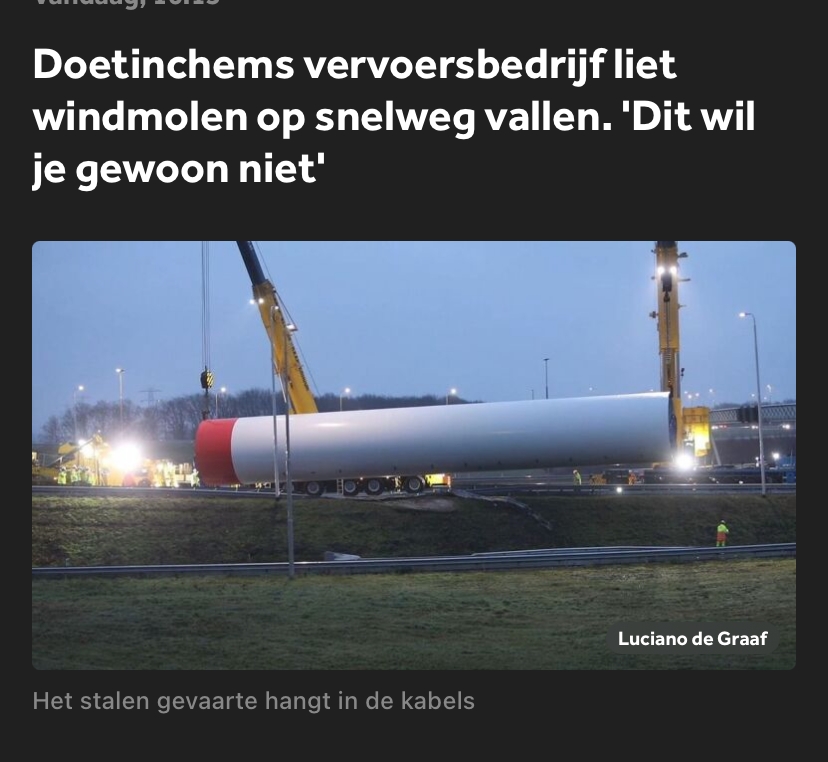 Doetinchems vervoersbedrijf liet
windmolen op snelweg vallen. 'Dit wil
je gewoon niet'
Luciano de Graaf
Het stalen gevaarte hangt in de kabels